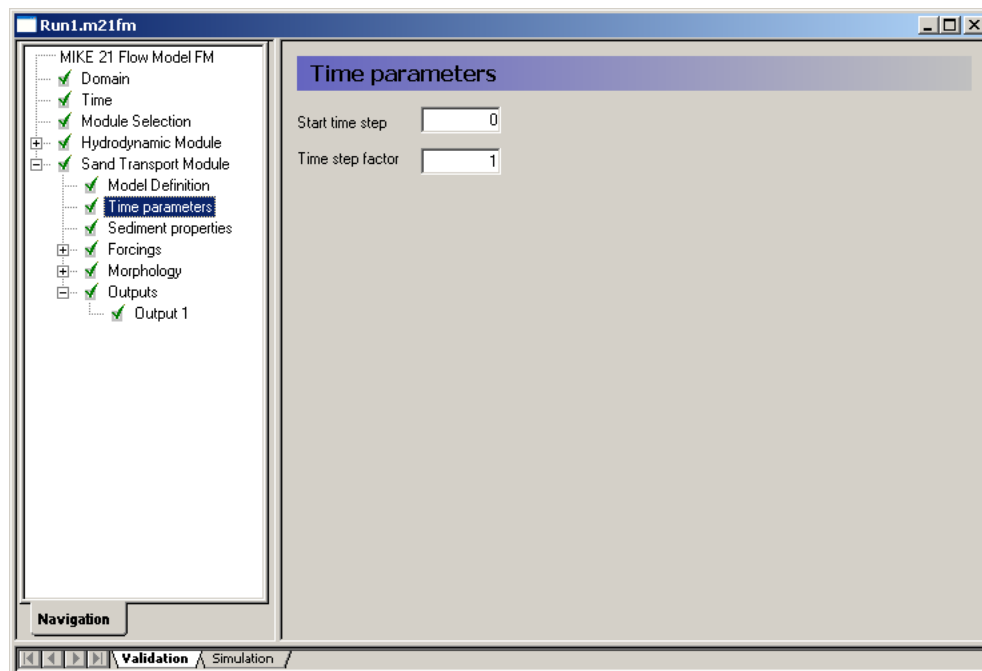 Run1.m21fm
MIKE 21 Flow Model FM
Domain
Time
Module Selection
Hydrodynamic Module
Sand Transport Module
Model Definition
Time parameters
Sediment properties
Forcings
Morphology
Outputs
Output 1
Navigation
Time parameters
Start time step 0
Time step factor 1
Validation Simulation